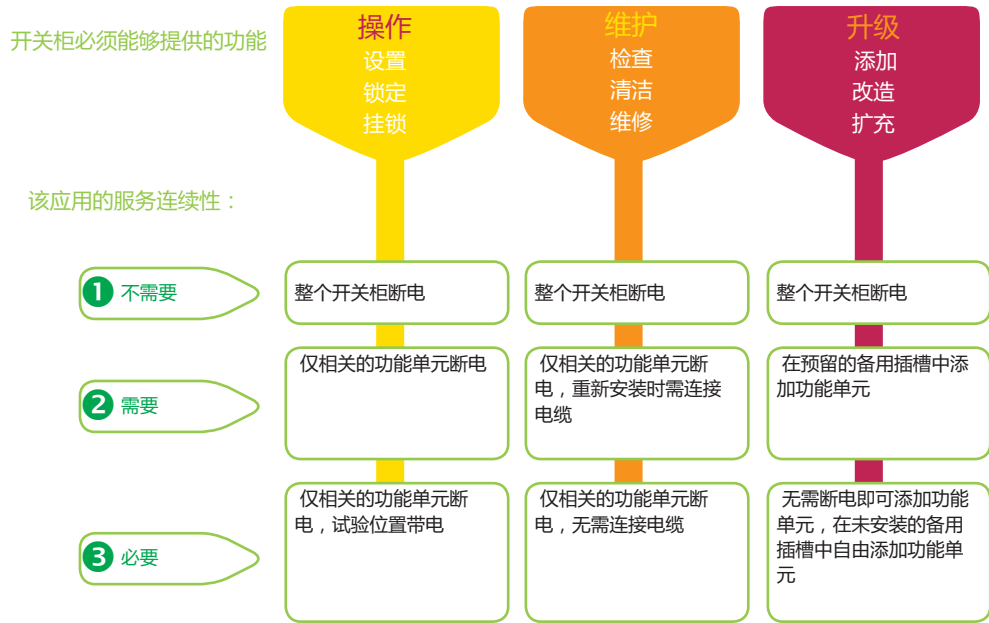 开关柜必须能够提供的功能
操作
设置
锁定
挂锁
维护
检查
清洁
维修
升级
添加
改造
扩充
该应用的服务连续性：
1 不需要
整个开关柜断电
整个开关柜断电
整个开关柜断电
2 需要
仅相关的功能单元断电
仅相关的功能单元断
电，重新安装时需连接
电缆
在预留的备用插槽中添
加功能单元
3 必要
仅相关的功能单元断
电，试验位置带电
仅相关的功能单元断
电，无需连接电缆
无需断电即可添加功能
单元，在未安装的备用
插槽中自由添加功能单
元